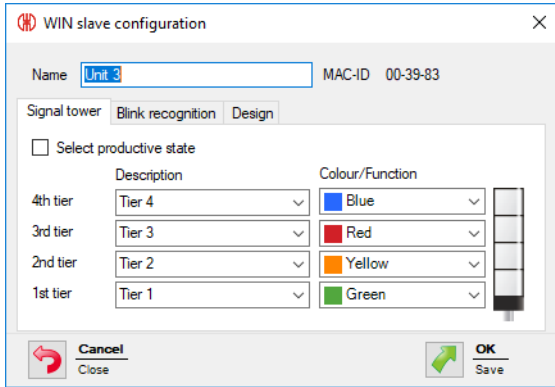 WIN slave configuration
Name Unit 3 MAC-ID 00-39-83
Signal tower Blink recognition Design
Select productive state
Description Colour/Function
4th tier Tier 4 Blue
3rd tier Tier 3 Red
2nd tier Tier 2 Yellow
1st tier Tier 1 Green
Cancel OK
Close Save